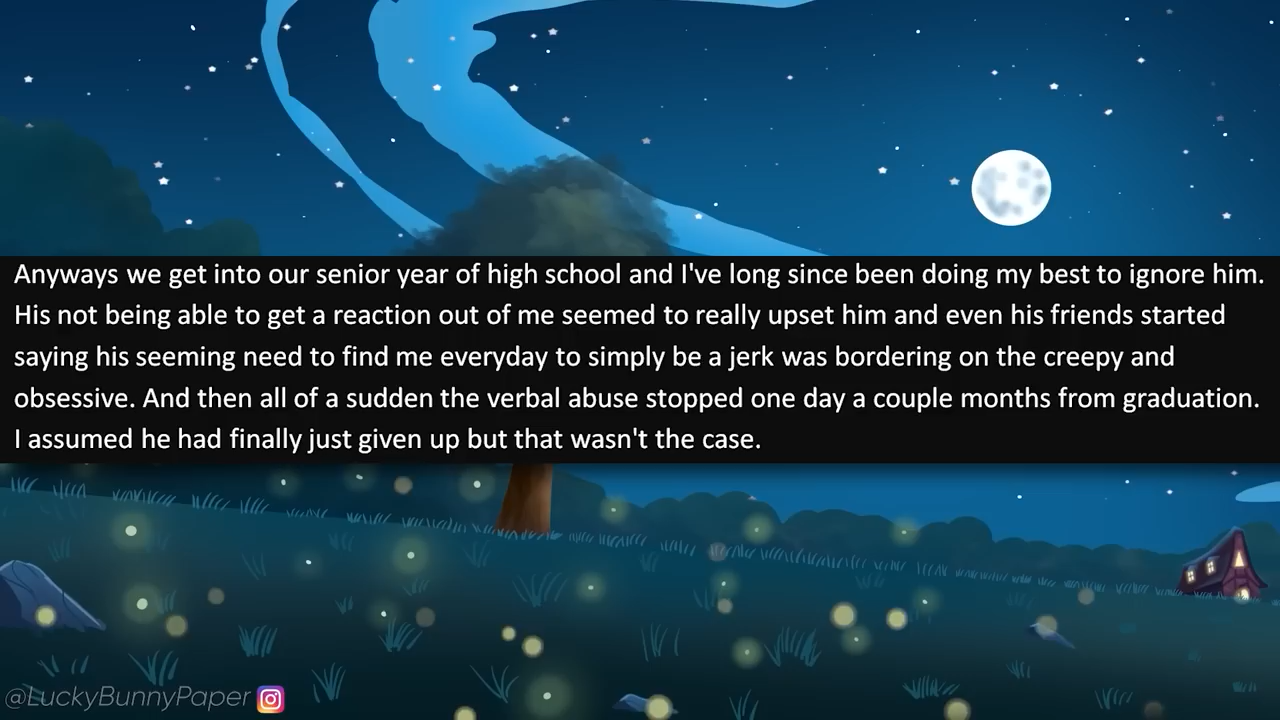 Anyways we get into our senior year of high school and I've long since been doing my best to ignore him.
His not being able to get a reaction out of me seemed to really upset him and even his friends started
saying his seeming need to find me everyday to simply be a jerk was bordering on the creepy and
obsessive. And then all of a sudden the verbal abuse stopped one day a couple months from graduation.
I assumed he had finally just given up but that wasn't the case.
@LuckyBunnyPaper